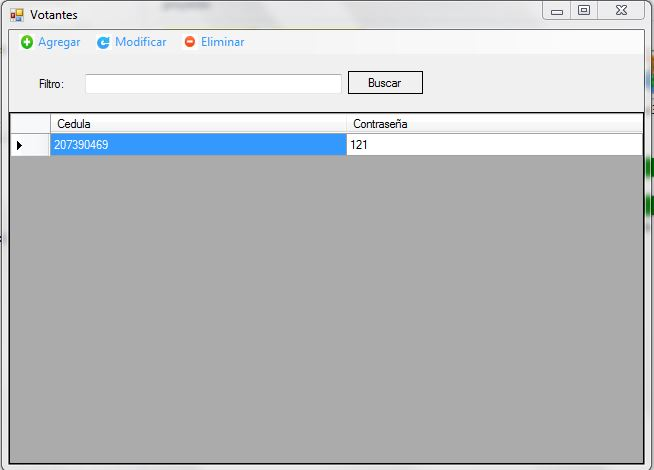 Votantes
Agregar Modificar Eliminar
Filtro: Buscar
Cedula Contraseña
207390469 121